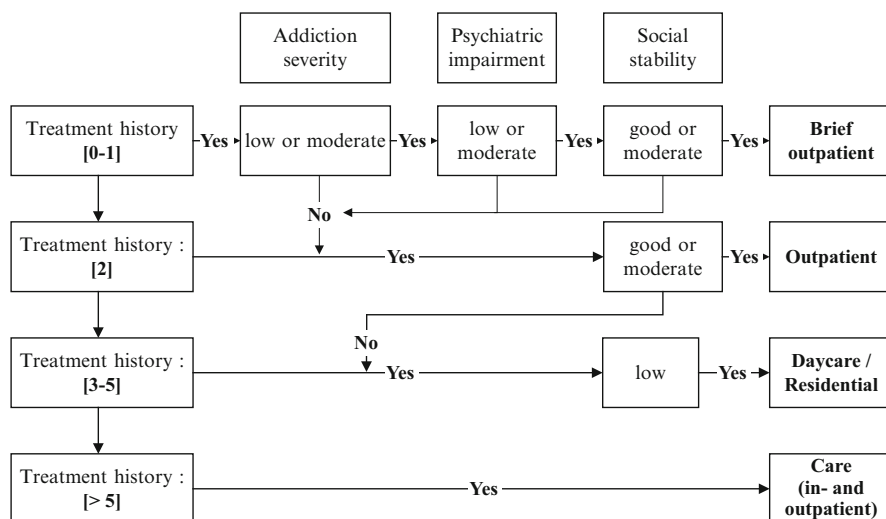 Addiction
severity
Psychiatric
impairment
Social
stability
Treatment history
[0-1]
Yes
low or moderate
Yes
low or
moderate
Yes
good or
moderate
Yes
Brief
outpatient
No
Treatment history :
[2]
Yes
good or
moderate
Yes
Outpatient
No
Treatment history :
[3-5]
Yes
low
Yes
Daycare /
Residential
Treatment history :
[> 5]
Yes
Care
(in- and
outpatient)